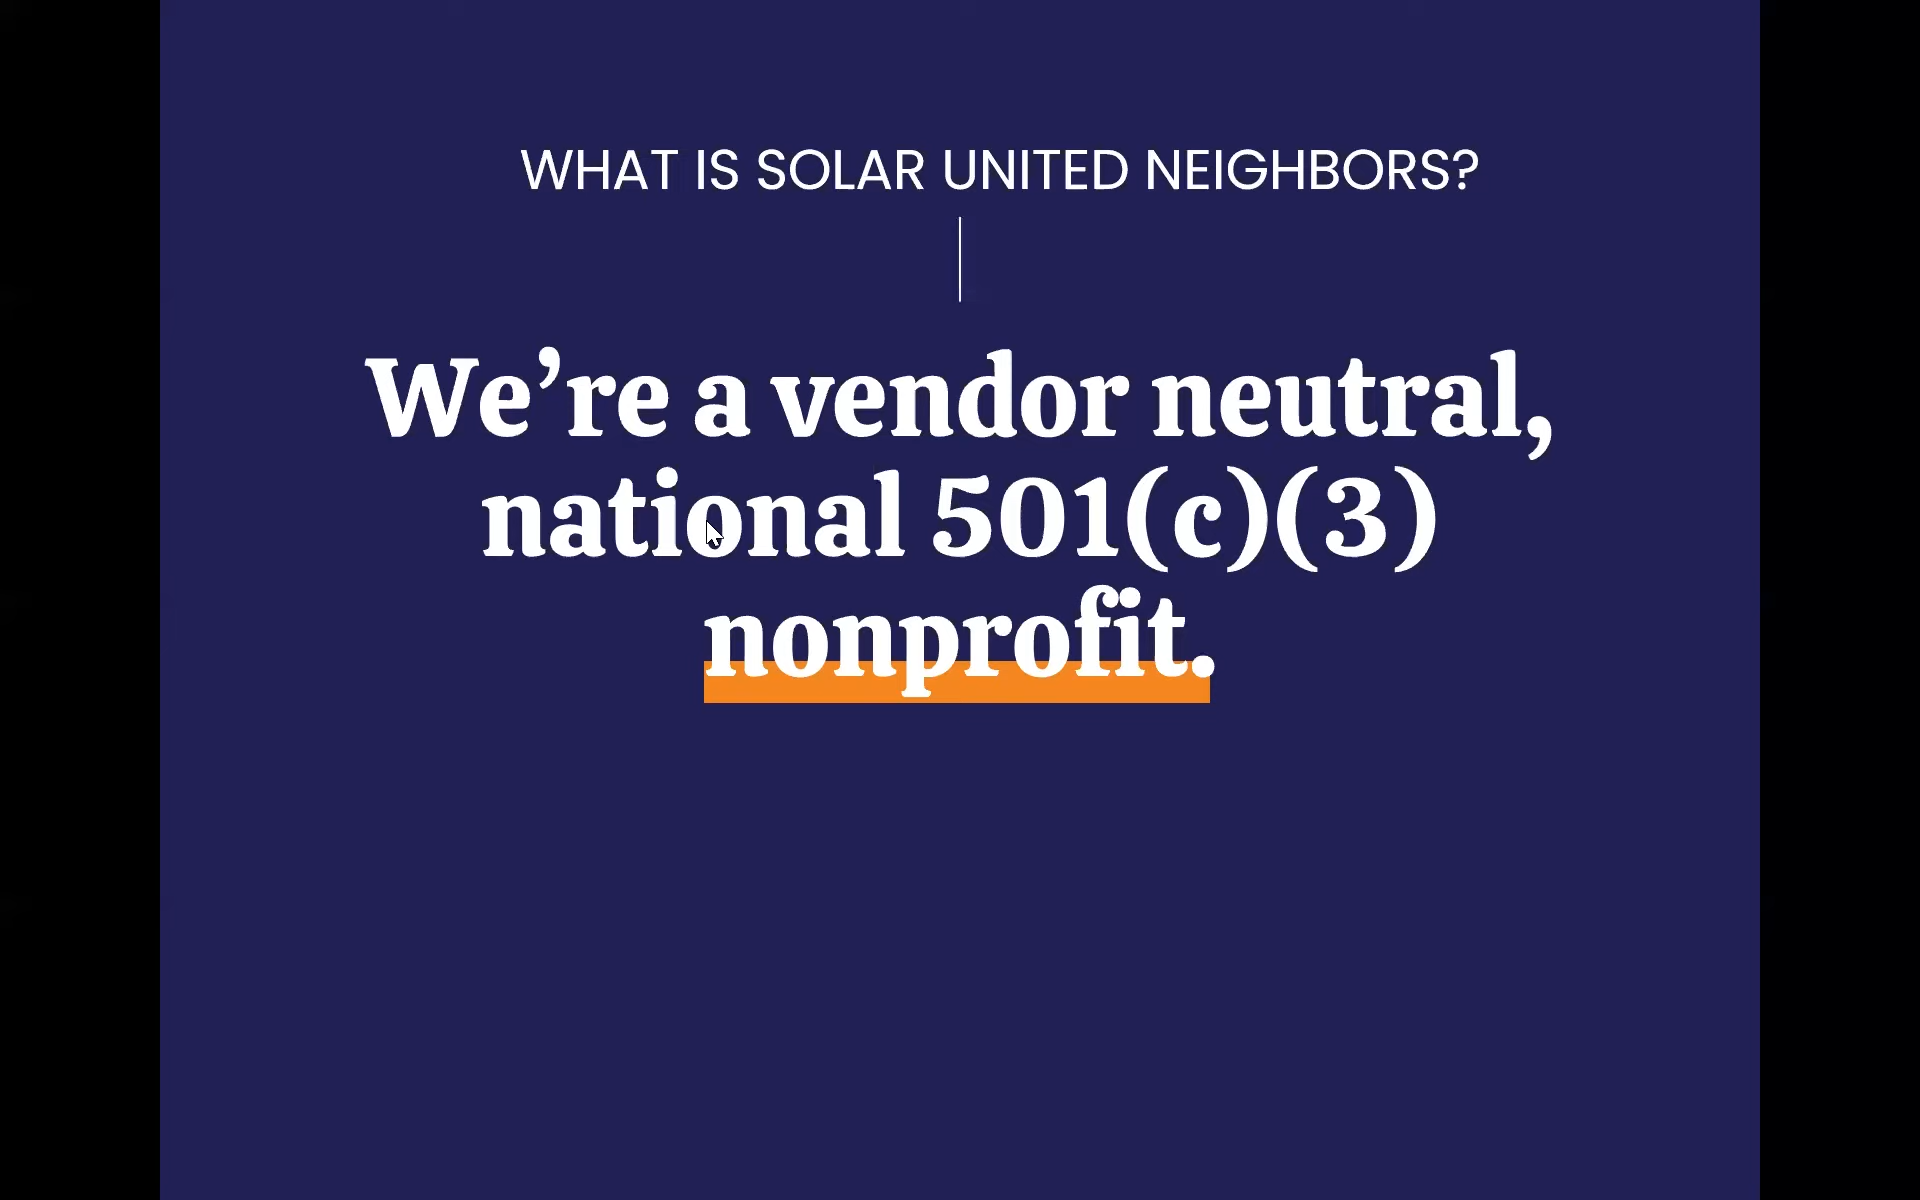 WHAT IS SOLAR UNITED NEIGHBORS?
We’re a vendor neutral,
national 501(c)(3)
nonprofit.